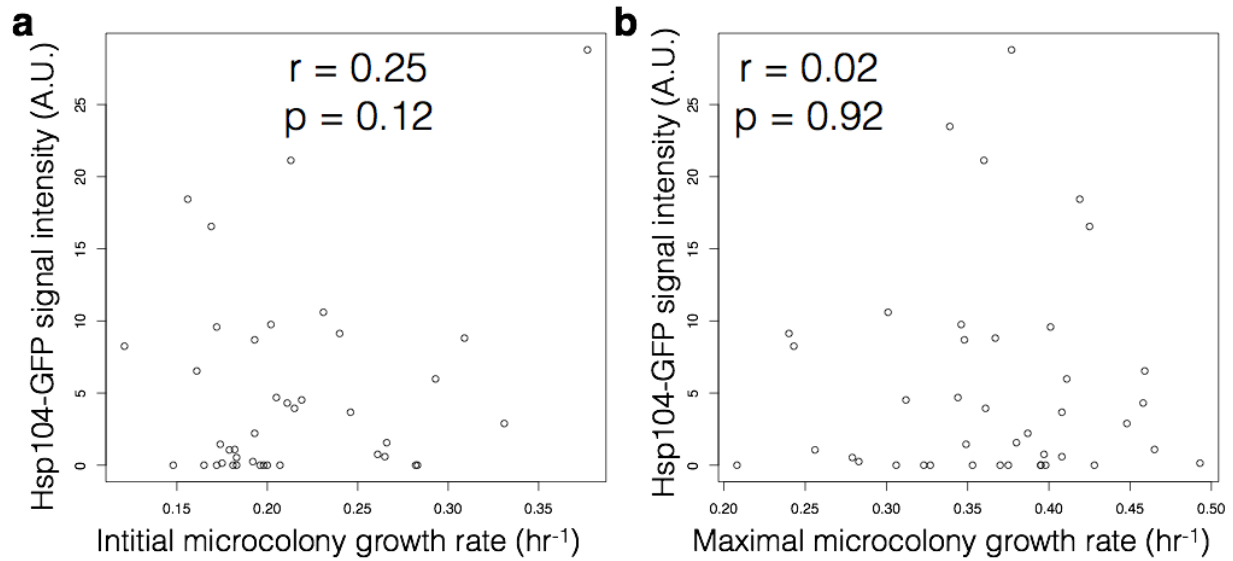 a
Hsp104-GFP signal intensity (A.U.)
r = 0.25
p = 0.12
25
20
15
10
5
0
0.15 0.20 0.25 0.30 0.35
Intitial microcolony growth rate (hr-1)
b
Hsp104-GFP signal intensity (A.U.)
r = 0.02
p = 0.92
25
20
15
10
5
0
0.20 0.25 0.30 0.35 0.40 0.45 0.50
Maximal microcolony growth rate (hr-1)